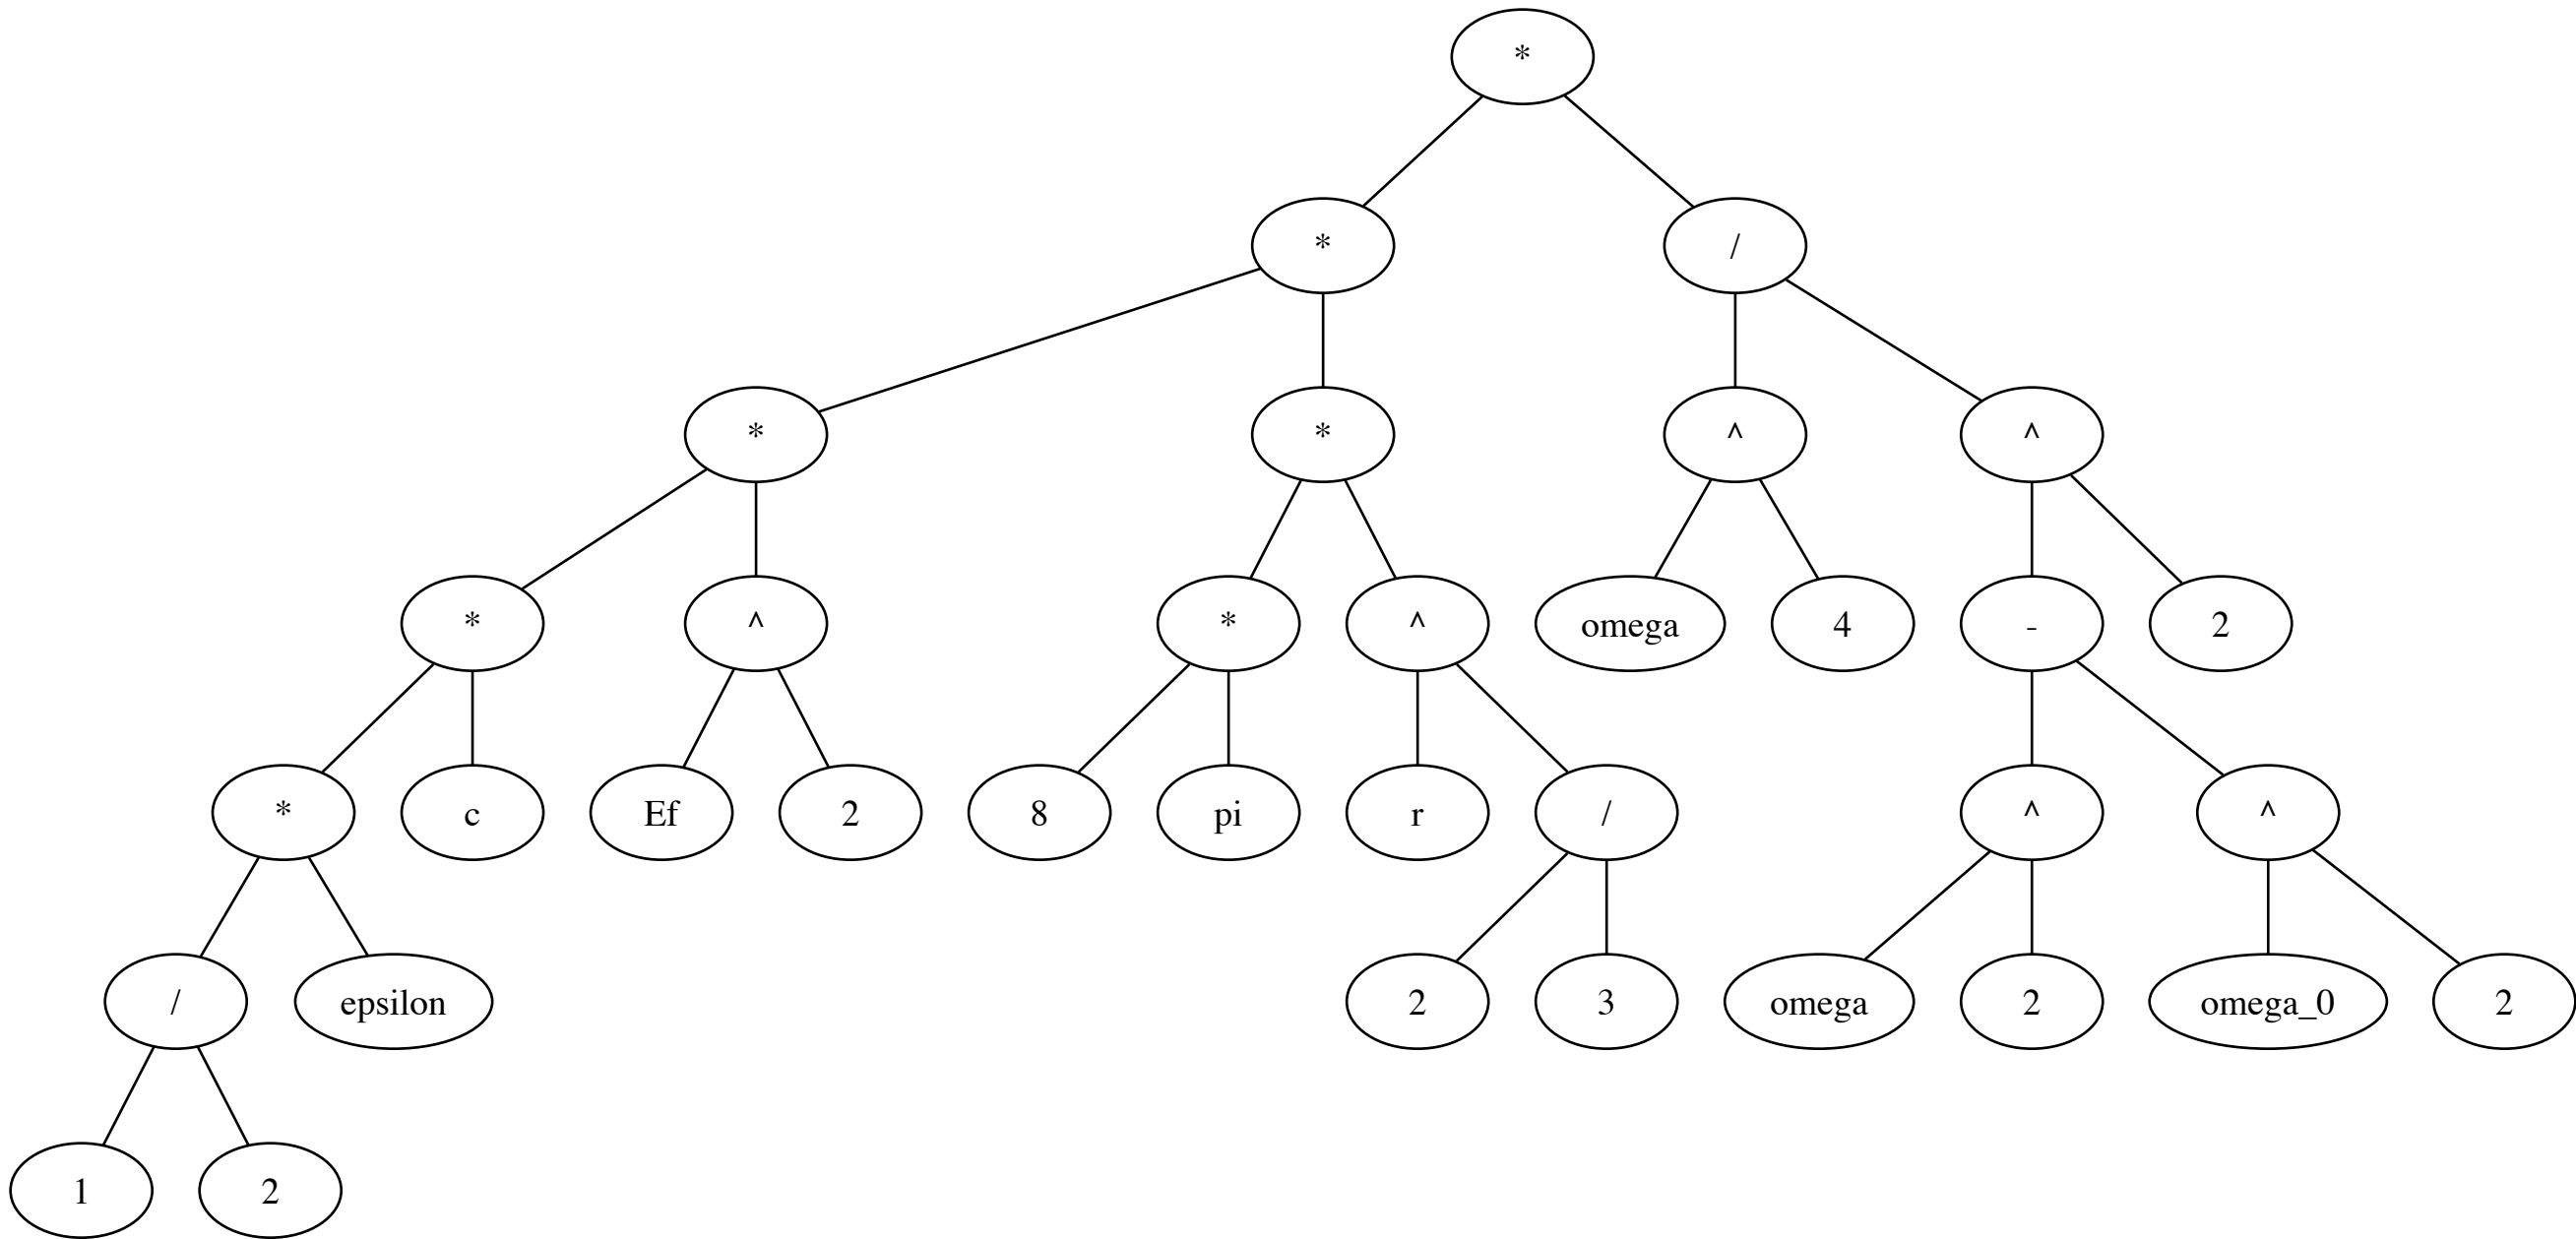 *
* /
* * ^ ^
* ^ * ^ omega 4 - 2
* c Ef 2 8 pi r / ^ ^
/ epsilon 2 3 omega 2 omega_0 2
1 2